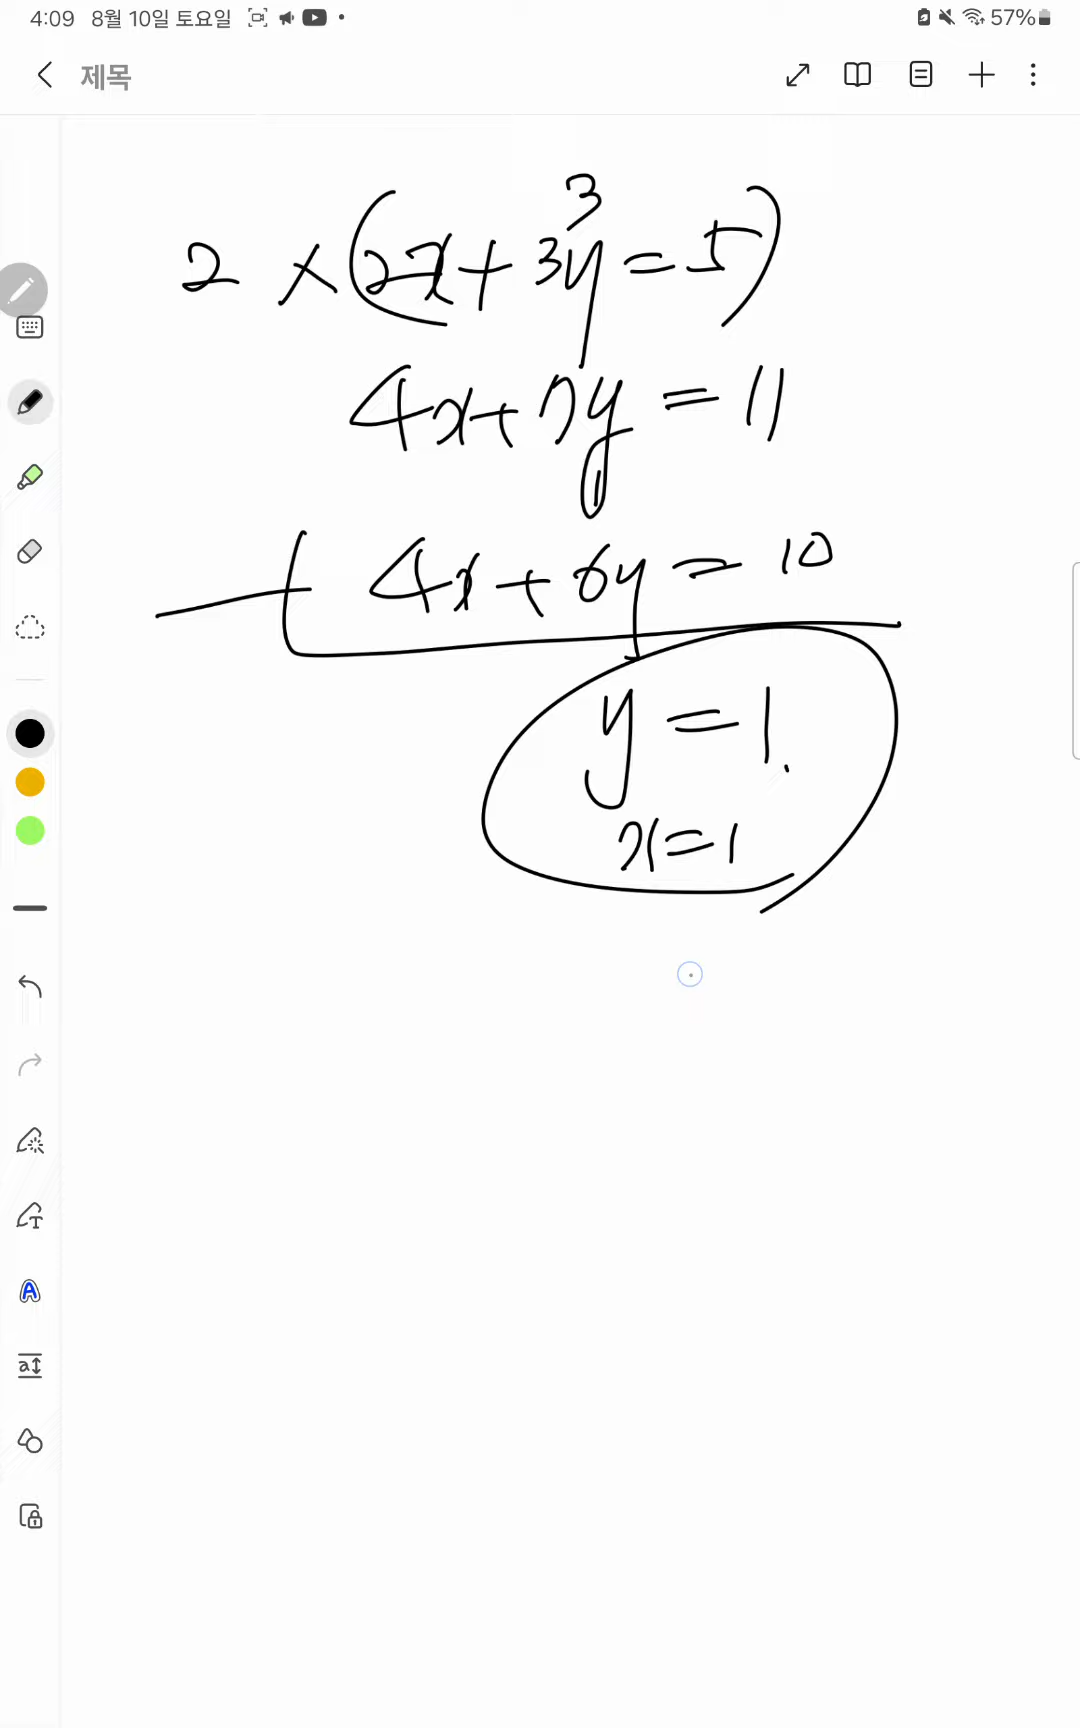 4:09 8월 10일 토요일 57%
제목
3
2 × (2x + 3y = 5)
4x + 7y = 11
4x + 6y = 10
y = 1.
x = 1
A
T
a